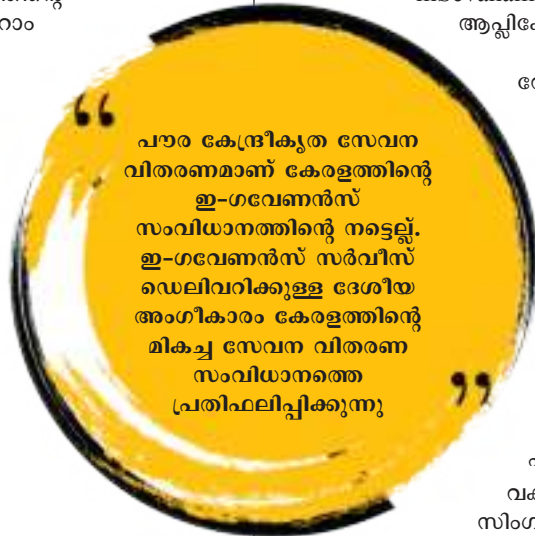 “
പൗര കേന്ദ്രീകൃത സേവന
വിതരണമാണ് കേരളത്തിന്റെ
ഇ-ഗവേണൻസ്
സംവിധാനത്തിന്റെ നട്ടെല്ല്.
ഇ-ഗവേണൻസ് സർവീസ്
ഡെലിവറിക്കുള്ള ദേശീയ
അംഗീകാരം കേരളത്തിന്റെ
മികച്ച സേവന വിതരണ
സംവിധാനത്തെ
പ്രതിഫലിപ്പിക്കുന്നു
”